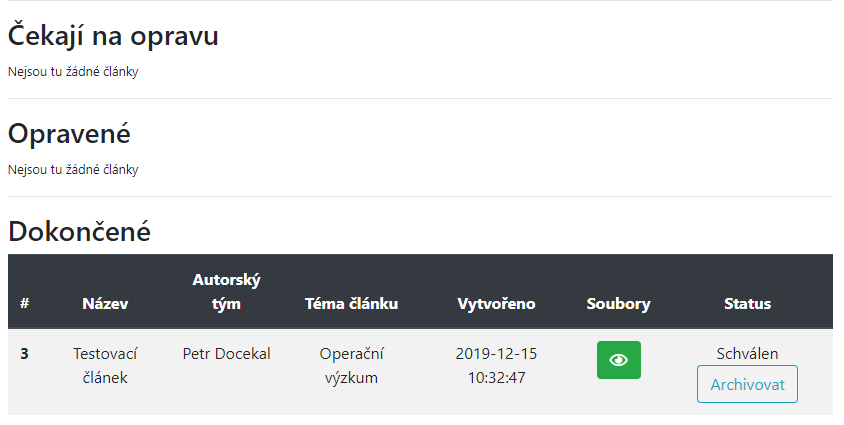 Čekají na opravu
Nejsou tu žádné články
Opravené
Nejsou tu žádné články
Dokončené
# Název Autorský tým Téma článku Vytvořeno Soubory Status
3 Testovací článek Petr Docekal Operační výzkum 2019-12-15 10:32:47 Schválen
Archivovat